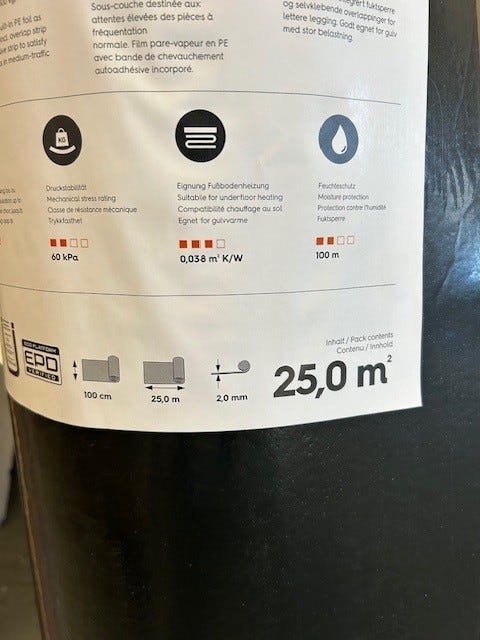 uilt-in PE foil as
overlap strip
strip to satisfy
in medium-traffic
Sous-couche destinée aux
attentes élevées des pièces à
fréquentation
normale. Film pare-vapeur en PE
avec bande de chevauchement
autoadhésive incorporé.
integrert fuktsperre
og selvklebende overlappinger for
lettere legging. Godt egnet for gulv
med stor belastning.
KG
Druckstabilität
Mechanical stress rating
Classe de résistance mécanique
Trykkfasthet
60 kPa
Eignung Fußbodenheizung
Suitable for underfloor heating
Compatibilité chauffage au sol
Egnet for gulvvarme
0,038 m² K/W
Feuchteschutz
Moisture protection
Protection contre l'humidité
Fuktsperre
100 m
ECO PLATFORM
EPD
VERIFIED
100 cm
25,0 m
2,0 mm
Inhalt / Pack contents
Contenu / Innhold
25,0 m²